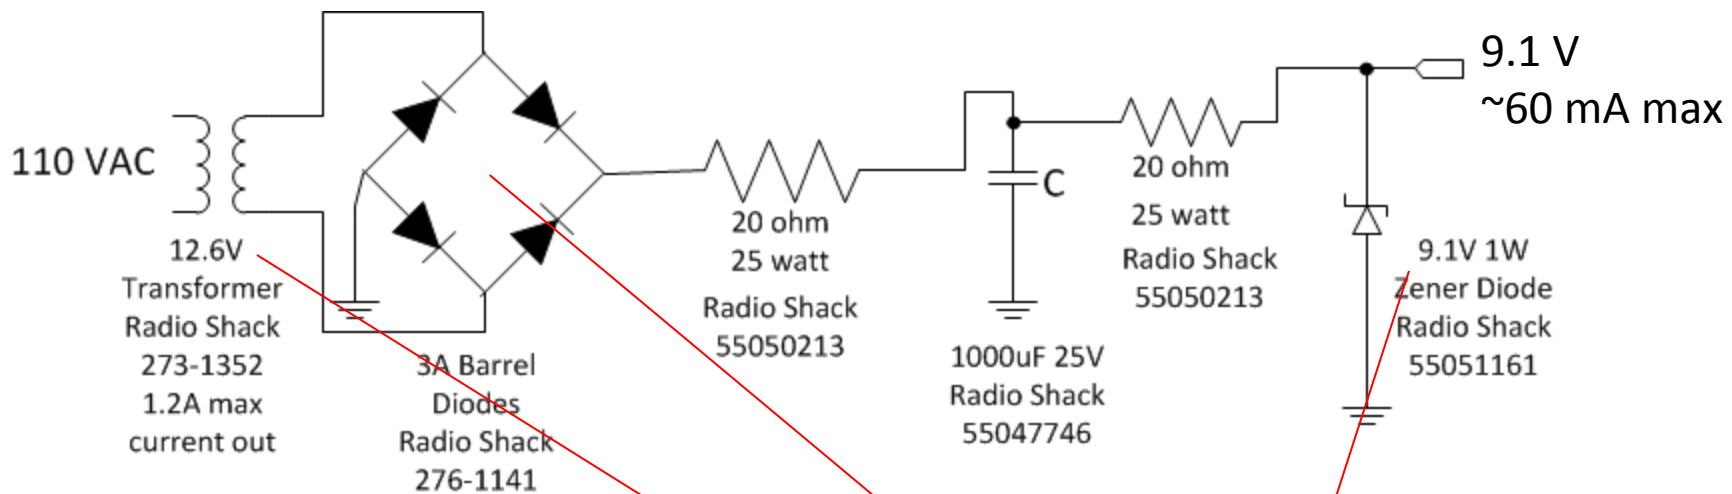 110 VAC
12.6V
Transformer
Radio Shack
273-1352
1.2A max
current out
3A Barrel
Diodes
Radio Shack
276-1141
20 ohm
25 watt
Radio Shack
55050213
C
1000uF 25V
Radio Shack
55047746
20 ohm
25 watt
Radio Shack
55050213
9.1 V
~60 mA max
9.1V 1W
Zener Diode
Radio Shack
55051161